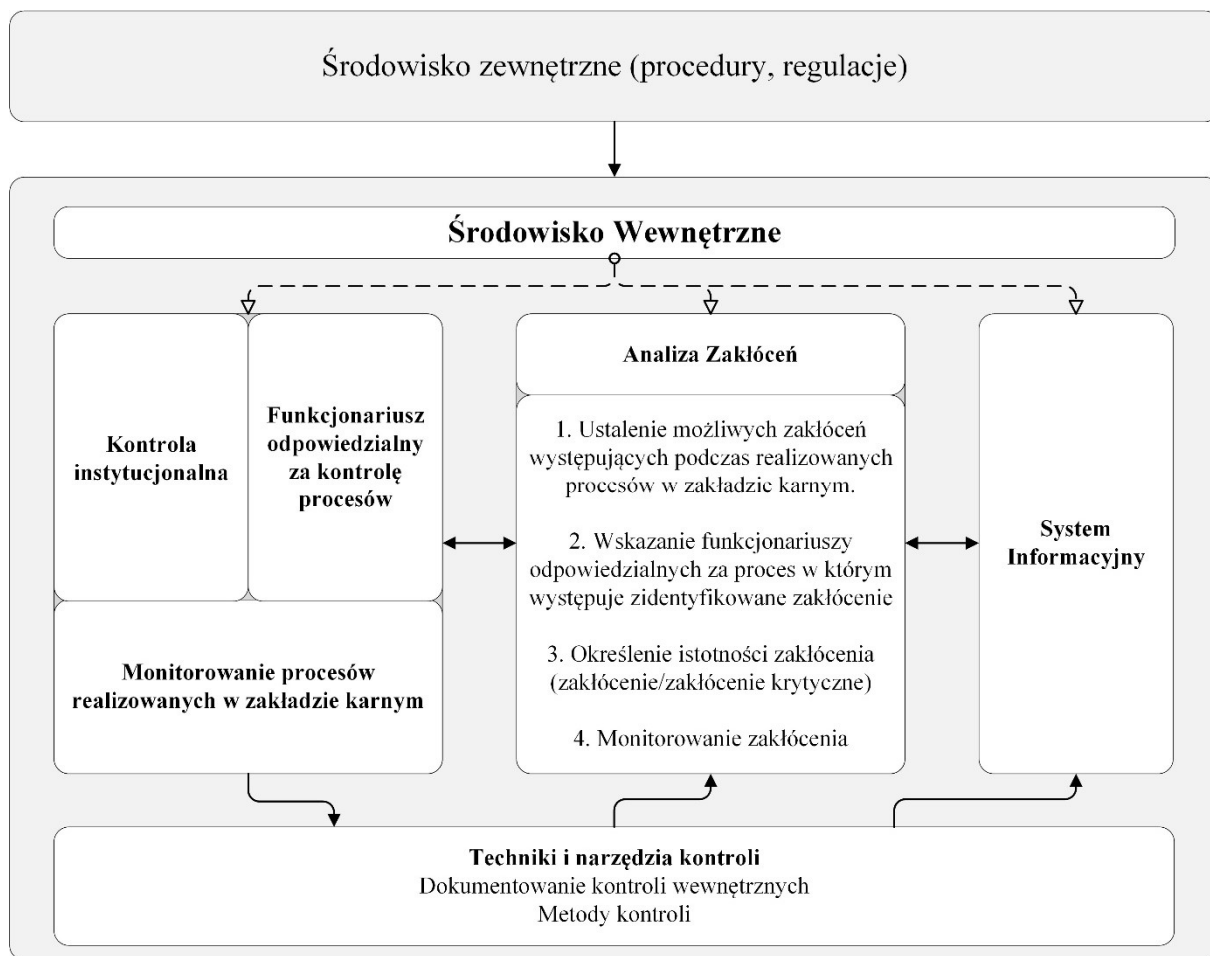 Środowisko zewnętrzne (procedury, regulacje)
Środowisko Wewnętrzne
Kontrola
instytucjonalna
Funkcjonariusz
odpowiedzialny
za kontrolę
procesów
Monitorowanie procesów
realizowanych w zakładzie karnym
Analiza Zakłóceń
1. Ustalenie możliwych zakłóceń
występujących podczas realizowanych
procesów w zakładzie karnym.
2. Wskazanie funkcjonariuszy
odpowiedzialnych za proces w którym
występuje zidentyfikowane zakłócenie
3. Określenie istotności zakłócenia
(zakłócenie/zakłócenie krytyczne)
4. Monitorowanie zakłócenia
System
Informacyjny
Techniki i narzędzia kontroli
Dokumentowanie kontroli wewnętrznych
Metody kontroli